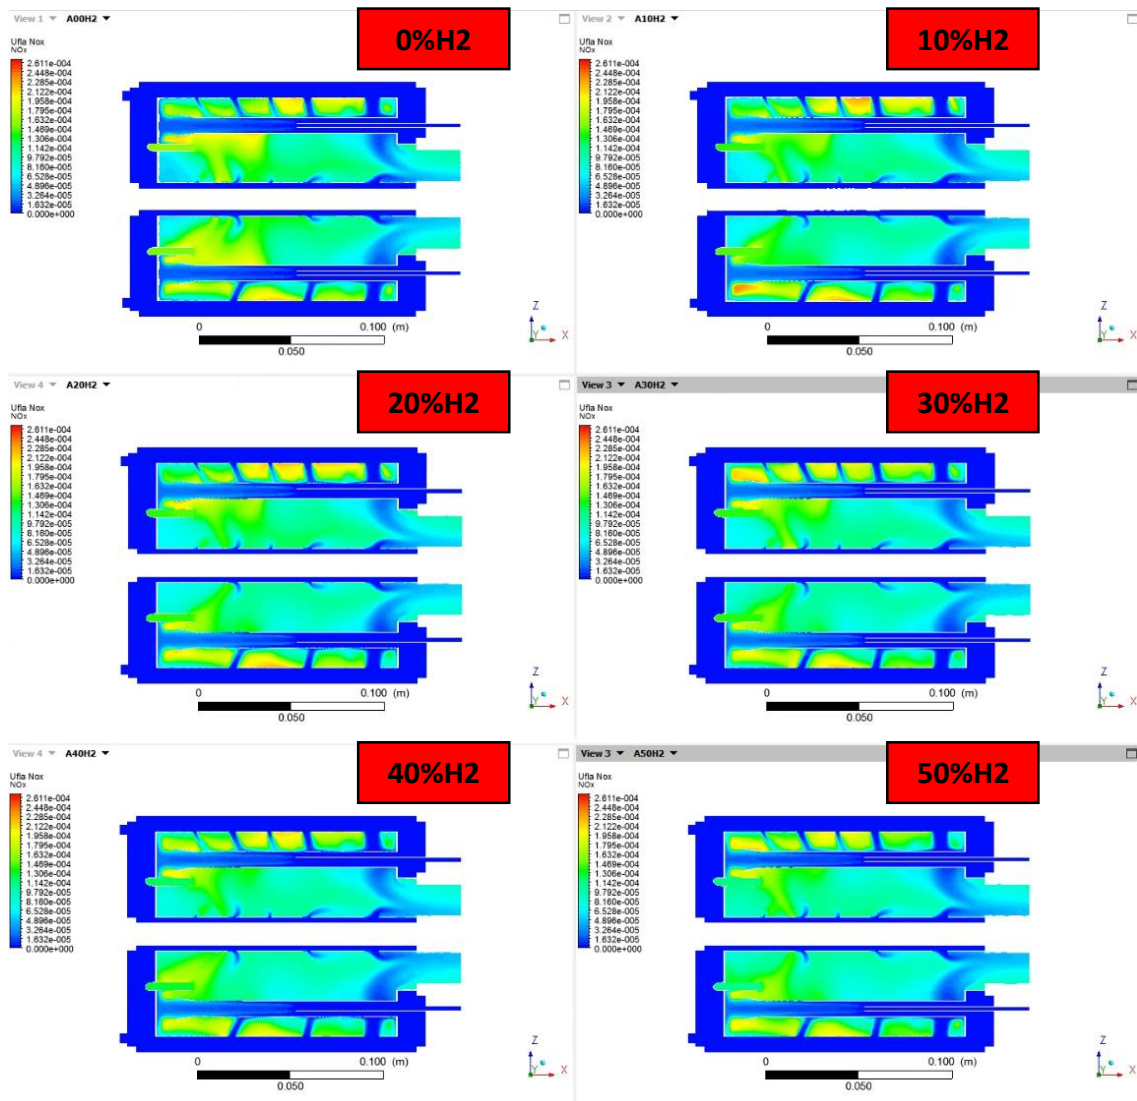 View 1 A00H2
0%H2
Ufla Nox
NOx
2.611e-004
2.448e-004
2.285e-004
2.122e-004
1.958e-004
1.795e-004
1.632e-004
1.469e-004
1.142e-004
9.792e-005
8.160e-005
6.528e-005
4.896e-005
3.264e-005
1.632e-005
0.000e+000
0 0.100 (m)
0.050
Z
Y X
View 2 A10H2
10%H2
Ufla Nox
NOx
2.611e-004
2.448e-004
2.285e-004
2.122e-004
1.958e-004
1.795e-004
1.632e-004
1.469e-004
1.142e-004
9.792e-005
8.160e-005
6.528e-005
4.896e-005
3.264e-005
1.632e-005
0.000e+000
0 0.100 (m)
0.050
Z
Y X
View 4 A20H2
20%H2
Ufla Nox
NOx
2.611e-004
2.448e-004
2.285e-004
2.122e-004
1.958e-004
1.795e-004
1.632e-004
1.469e-004
1.142e-004
9.792e-005
8.160e-005
6.528e-005
4.896e-005
3.264e-005
1.632e-005
0.000e+000
0 0.100 (m)
0.050
Z
Y X
View 3 A30H2
30%H2
Ufla Nox
NOx
2.611e-004
2.448e-004
2.285e-004
2.122e-004
1.958e-004
1.795e-004
1.632e-004
1.469e-004
1.142e-004
9.792e-005
8.160e-005
6.528e-005
4.896e-005
3.264e-005
1.632e-005
0.000e+000
0 0.100 (m)
0.050
Z
Y X
View 4 A40H2
40%H2
Ufla Nox
NOx
2.611e-004
2.448e-004
2.285e-004
2.122e-004
1.958e-004
1.795e-004
1.632e-004
1.469e-004
1.142e-004
9.792e-005
8.160e-005
6.528e-005
4.896e-005
3.264e-005
1.632e-005
0.000e+000
0 0.100 (m)
0.050
Z
Y X
View 3 A50H2
50%H2
Ufla Nox
NOx
2.611e-004
2.448e-004
2.285e-004
2.122e-004
1.958e-004
1.795e-004
1.632e-004
1.469e-004
1.142e-004
9.792e-005
8.160e-005
6.528e-005
4.896e-005
3.264e-005
1.632e-005
0.000e+000
0 0.100 (m)
0.050
Z
Y X